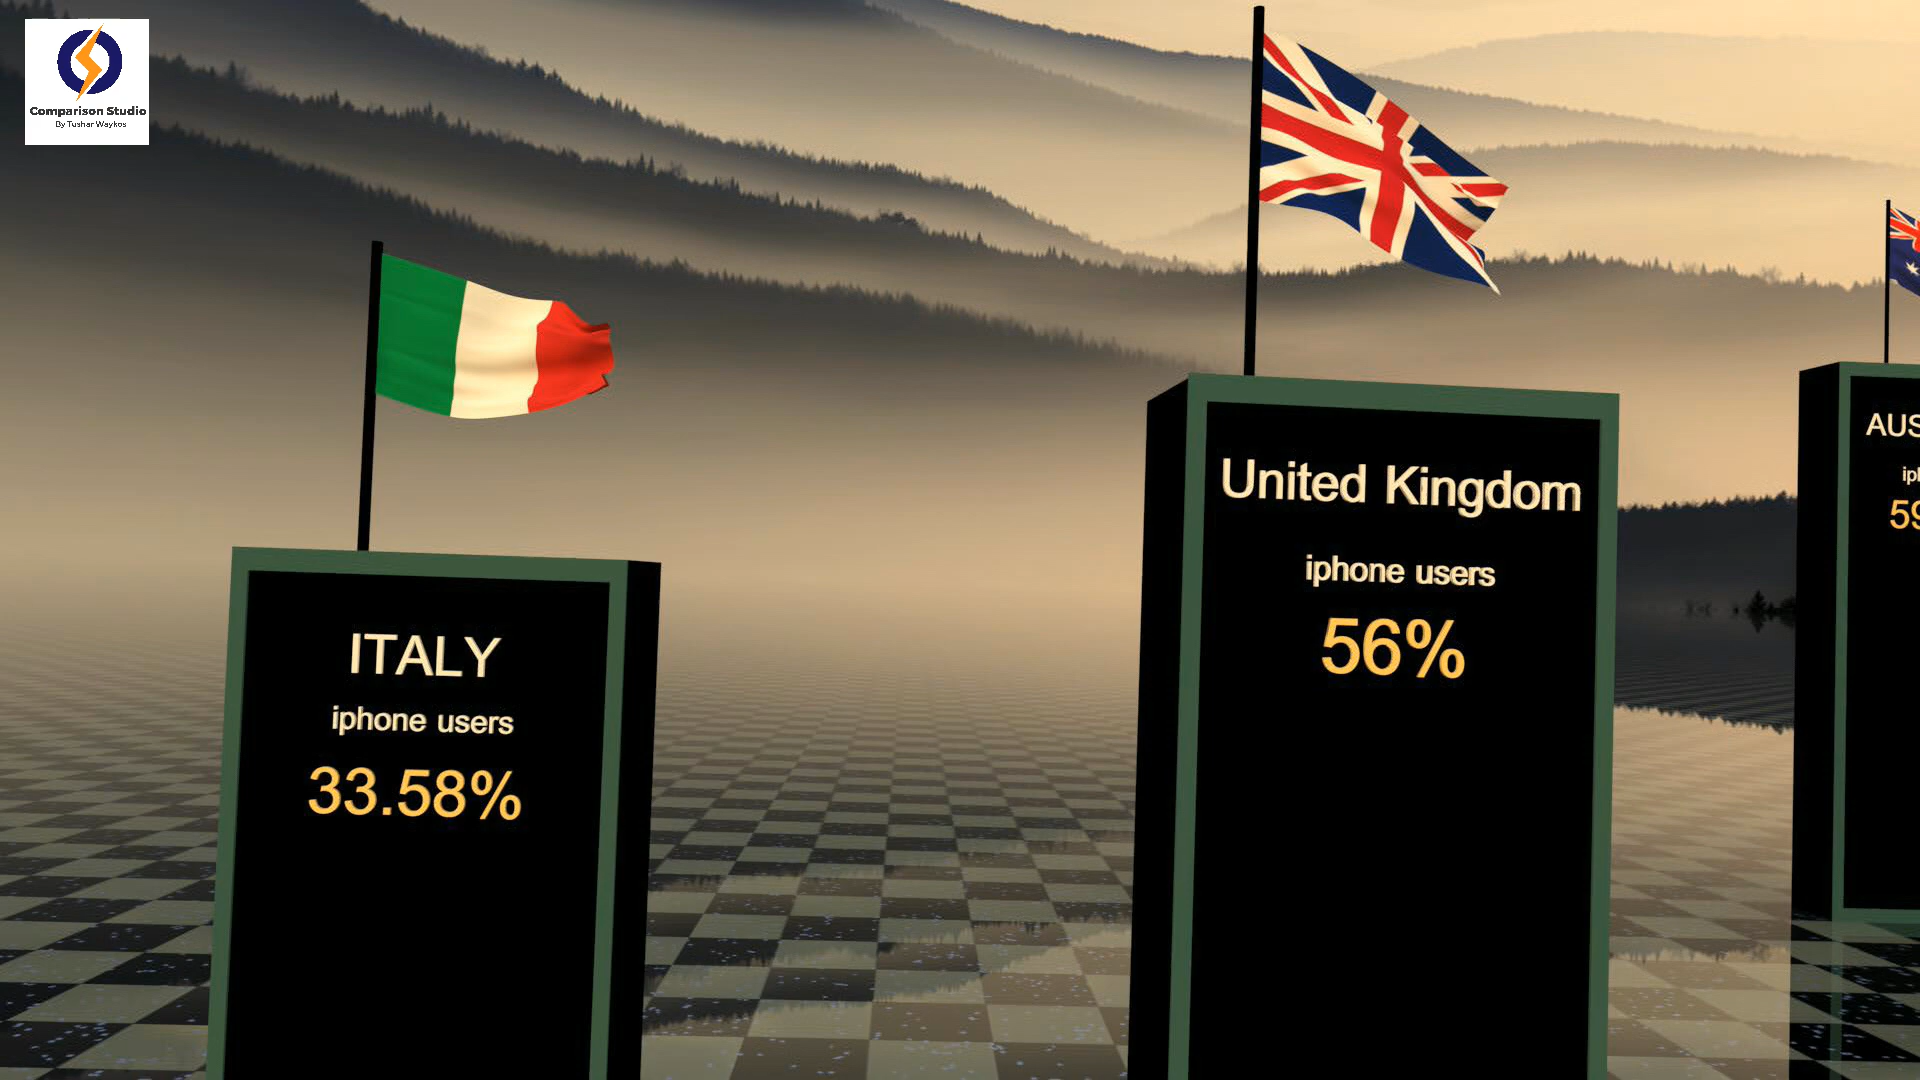 Comparison Studio
By Tushar Waykos
ITALY
iphone users
33.58%
United Kingdom
iphone users
56%